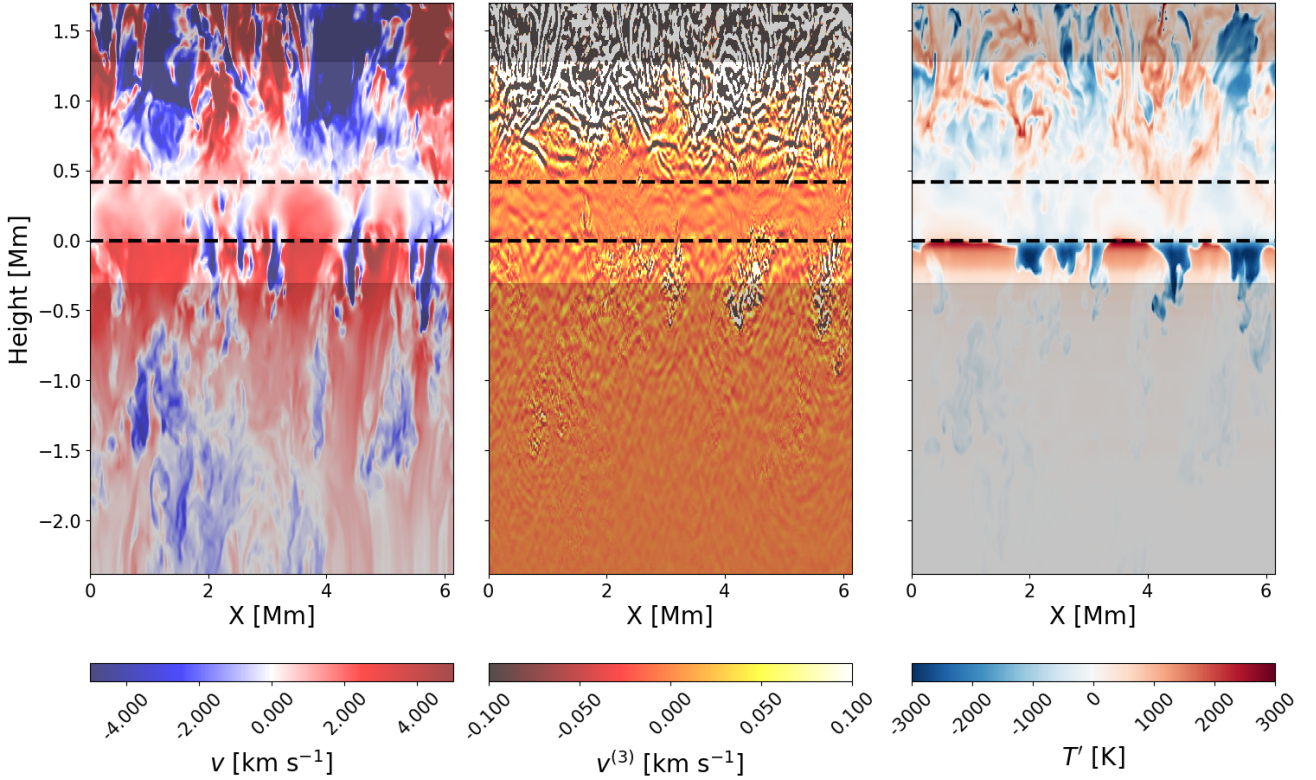 Height [Mm]
1.5
1.0
0.5
0.0
−0.5
−1.0
−1.5
−2.0
0 2 4 6
X [Mm]
0 2 4 6
X [Mm]
0 2 4 6
X [Mm]
-4.000 -2.000 0.000 2.000 4.000
v [km s⁻¹]
-0.100 -0.050 0.000 0.050 0.100
v⁽³⁾ [km s⁻¹]
-3000 -2000 -1000 0 1000 2000 3000
T′ [K]